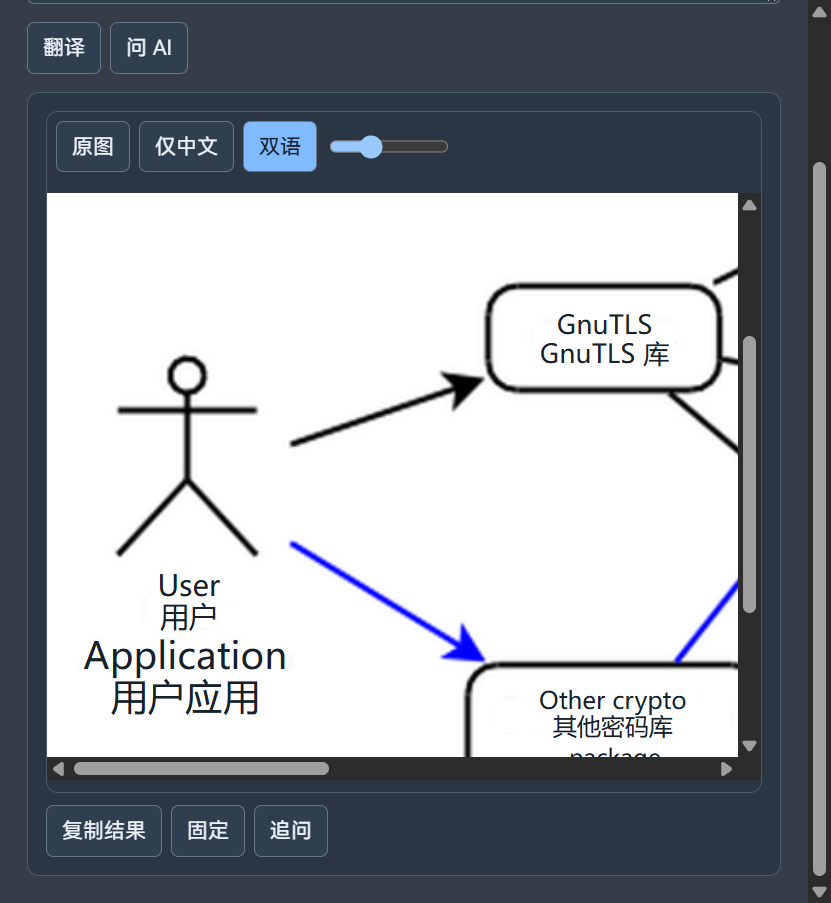 翻译
问 AI
原图
仅中文
双语
GnuTLS
GnuTLS 库
User
用户
Application
用户应用
Other crypto
其他密码库
package
复制结果
固定
追问